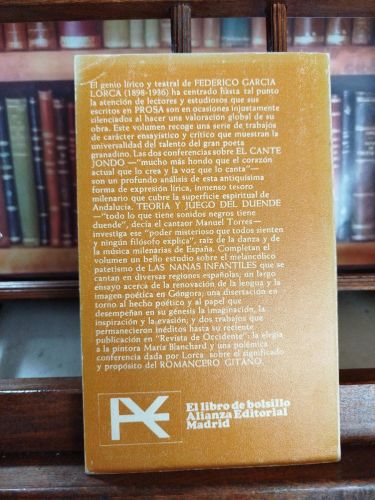 El genio lírico y teatral de FEDERICO GARCIA
LORCA (1898-1936) ha centrado hasta tal punto
la atención de lectores y estudiosos que sus
escritos en PROSA son en ocasiones injustamente
silenciados al hacer una valoración global de su
obra. Este volumen recoge una serie de trabajos
de carácter ensayístico y crítico que muestran la
universalidad del talento del gran poeta
granadino. Las dos conferencias sobre EL CANTE
JONDO —"mucho más hondo que el corazón
actual que lo crea y la voz que lo canta"—
son un profundo análisis de esta antiquísima
forma de expresión lírica, inmenso tesoro
milenario que cubre la superficie espiritual de
Andalucía. TEORIA Y JUEGO DEL DUENDE
—"todo lo que tiene sonidos negros tiene
duende", decía el cantaor Manuel Torres—
investiga ese "poder misterioso que todos sienten
y ningún filósofo explica", raíz de la danza y de
la música milenarias de España. Completan el
volumen un bello estudio sobre el melancólico
patetismo de LAS NANAS INFANTILES que se
cantan en diversas regiones españolas; un largo
ensayo acerca de la renovación de la lengua y la
imagen poética en Góngora; una disertación en
torno al hecho poético y al papel que
desempeñan en su génesis la imaginación, la
inspiración y la evasión; y dos trabajos que
permanecieron inéditos hasta su reciente
publicación en "Revista de Occidente": la elegía
a la pintora María Blanchard y una polémica
conferencia dada por Lorca sobre el significado
y propósito del ROMANCERO GITANO.
El libro de bolsillo
Alianza Editorial
Madrid